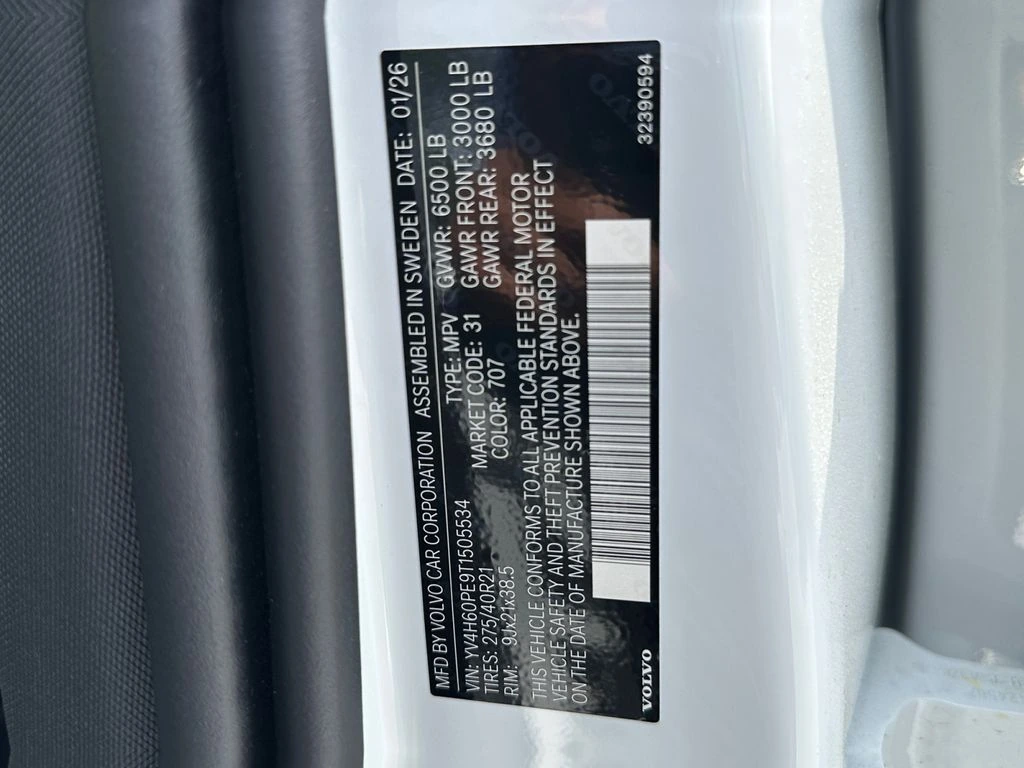 MFD BY VOLVO CAR CORPORATION ASSEMBLED IN SWEDEN DATE: 01/26
VIN: YV4H60PE9T1505534 TYPE: MPV GVWR: 6500 LB
TIRES: 275/40R21 MARKET CODE: 31 GAWR FRONT: 3000 LB
RIM: 9Jx21x38.5 COLOR: 707 GAWR REAR: 3680 LB
THIS VEHICLE CONFORMS TO ALL APPLICABLE FEDERAL MOTOR
VEHICLE SAFETY AND THEFT PREVENTION STANDARDS IN EFFECT
ON THE DATE OF MANUFACTURE SHOWN ABOVE.
VOLVO 32390594